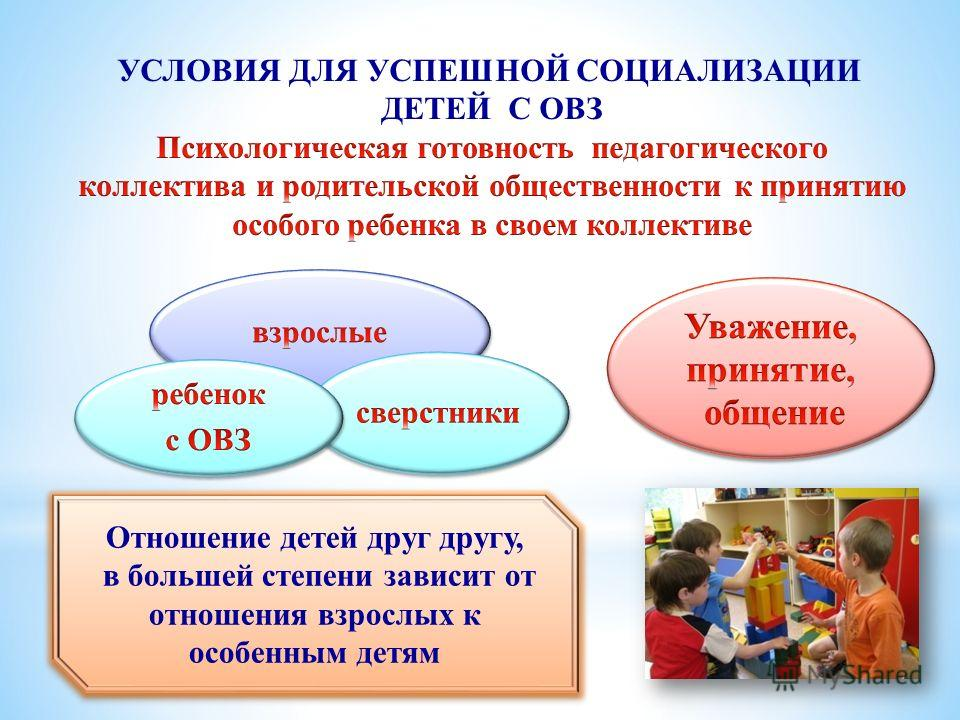 УСЛОВИЯ ДЛЯ УСПЕШНОЙ СОЦИАЛИЗАЦИИ
ДЕТЕЙ С ОВЗ
Психологическая готовность педагогического
коллектива и родительской общественности к принятию
особого ребенка в своем коллективе
взрослые
ребенок
с ОВЗ
сверстники
Уважение,
принятие,
общение
Отношение детей друг другу,
в большей степени зависит от
отношения взрослых к
особенным детям
MyShared